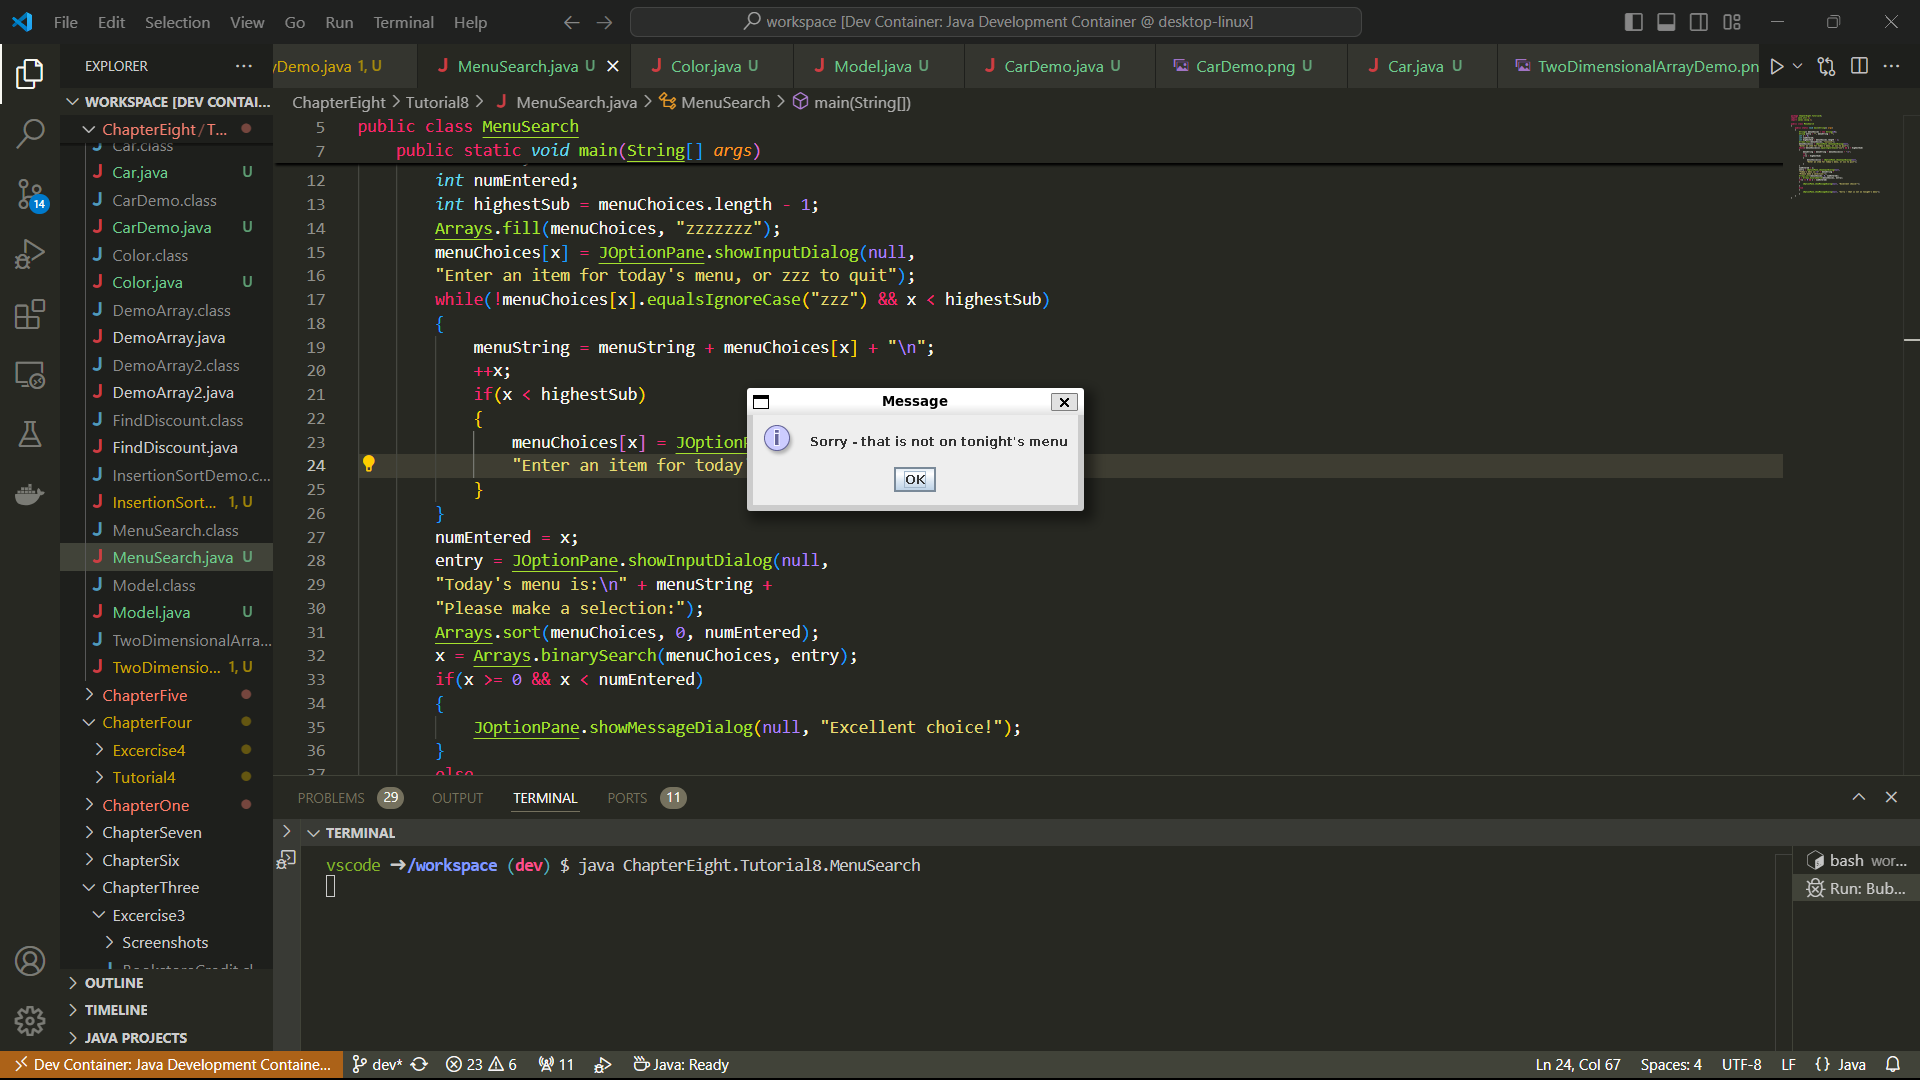 File Edit Selection View Go Run Terminal Help
workspace [Dev Container: Java Development Container @ desktop-linux]
EXPLORER
yDemo.java 1, U
MenuSearch.java U
Color.java U
Model.java U
CarDemo.java U
CarDemo.png U
Car.java U
TwoDimensionalArrayDemo.pn
WORKSPACE [DEV CONTAI...
ChapterEight / T...
Car.class
Car.java U
CarDemo.class
CarDemo.java U
Color.class
Color.java U
DemoArray.class
DemoArray.java
DemoArray2.class
DemoArray2.java
FindDiscount.class
FindDiscount.java
InsertionSortDemo.c...
InsertionSort... 1, U
MenuSearch.class
MenuSearch.java U
Model.class
Model.java U
TwoDimensionalArra...
TwoDimensio... 1, U
ChapterFive
ChapterFour
Excercise4
Tutorial4
ChapterOne
ChapterSeven
ChapterSix
ChapterThree
Excercise3
Screenshots
OUTLINE
TIMELINE
JAVA PROJECTS
14
ChapterEight > Tutorial8 > MenuSearch.java > MenuSearch > main(String[])
5 public class MenuSearch
7 public static void main(String[] args)
12 int numEntered;
13 int highestSub = menuChoices.length - 1;
14 Arrays.fill(menuChoices, "zzzzzzz");
15 menuChoices[x] = JOptionPane.showInputDialog(null,
16 "Enter an item for today's menu, or zzz to quit");
17 while(!menuChoices[x].equalsIgnoreCase("zzz") && x < highestSub)
18 {
19 menuString = menuString + menuChoices[x] + "\n";
20 ++x;
21 if(x < highestSub)
22 {
23 menuChoices[x] = JOptionP
24 "Enter an item for today'
25 }
26 }
27 numEntered = x;
28 entry = JOptionPane.showInputDialog(null,
29 "Today's menu is:\n" + menuString +
30 "Please make a selection:");
31 Arrays.sort(menuChoices, 0, numEntered);
32 x = Arrays.binarySearch(menuChoices, entry);
33 if(x >= 0 && x < numEntered)
34 {
35 JOptionPane.showMessageDialog(null, "Excellent choice!");
36 }
37 else
Message
Sorry - that is not on tonight's menu
OK
PROBLEMS 29 OUTPUT TERMINAL PORTS 11
TERMINAL
vscode ➜/workspace (dev) $ java ChapterEight.Tutorial8.MenuSearch
bash wor...
Run: Bub...
Dev Container: Java Development Containe... dev* 23 6 11 Java: Ready
Ln 24, Col 67 Spaces: 4 UTF-8 LF {} Java